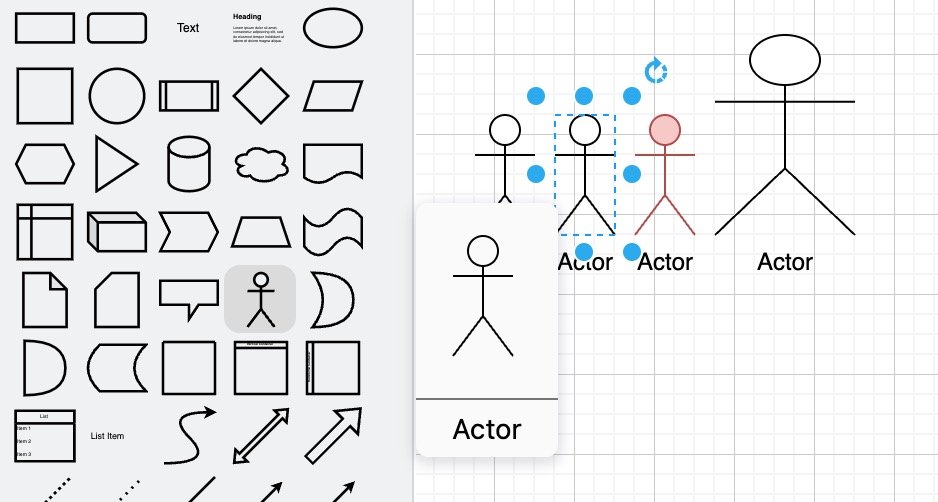 Text
Heading
Lorem ipsum dolor sit amet,
consectetur adipiscing elit, sed
do eiusmod tempor incididunt ut
labore et dolore magna aliqua.
List
Item 1
Item 2
Item 3
List Item
Actor
Actor
Actor
Actor